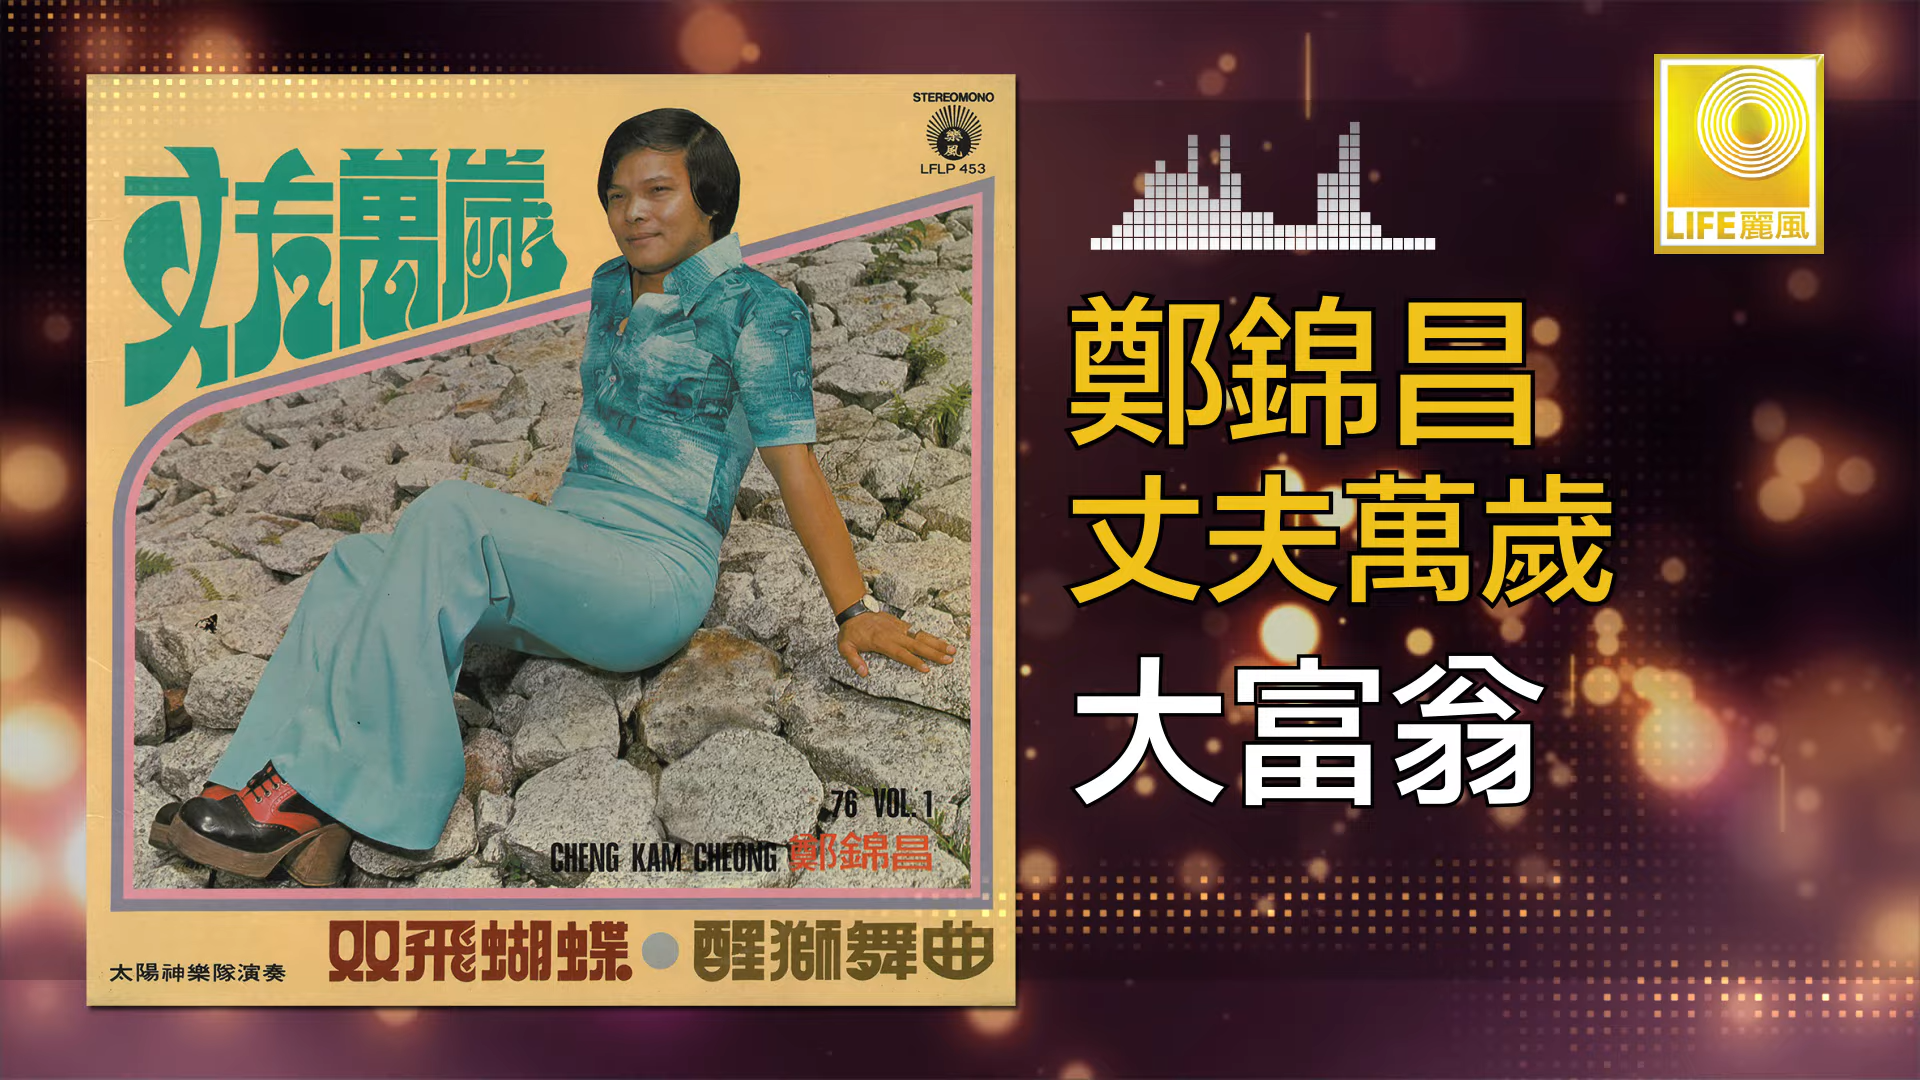 丈夫萬歲
STEREOMONO
樂風
LFLP 453
76 VOL.1
CHENG KAM CHEONG 鄭錦昌
太陽神樂隊演奏
双飛蝴蝶●醒獅舞曲
LIFE麗風
鄭錦昌
丈夫萬歲
大富翁